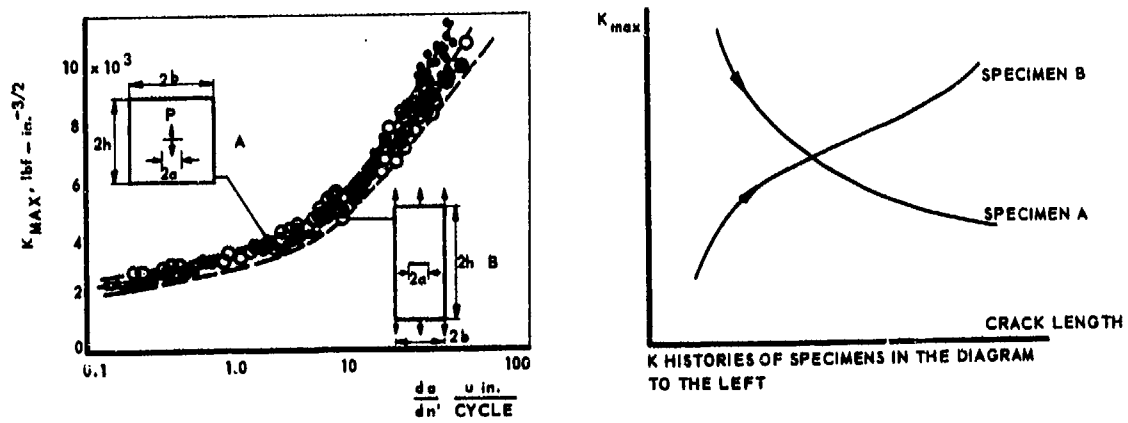 10 × 10³
8
6
4
2
0
K MAX, lbf – in.⁻³/²
2b
2h
P
2a
A
2h B
2a
2b
0.1 1.0 10 100
da/dn' u in./CYCLE
K max
SPECIMEN B
SPECIMEN A
CRACK LENGTH
K HISTORIES OF SPECIMENS IN THE DIAGRAM
TO THE LEFT